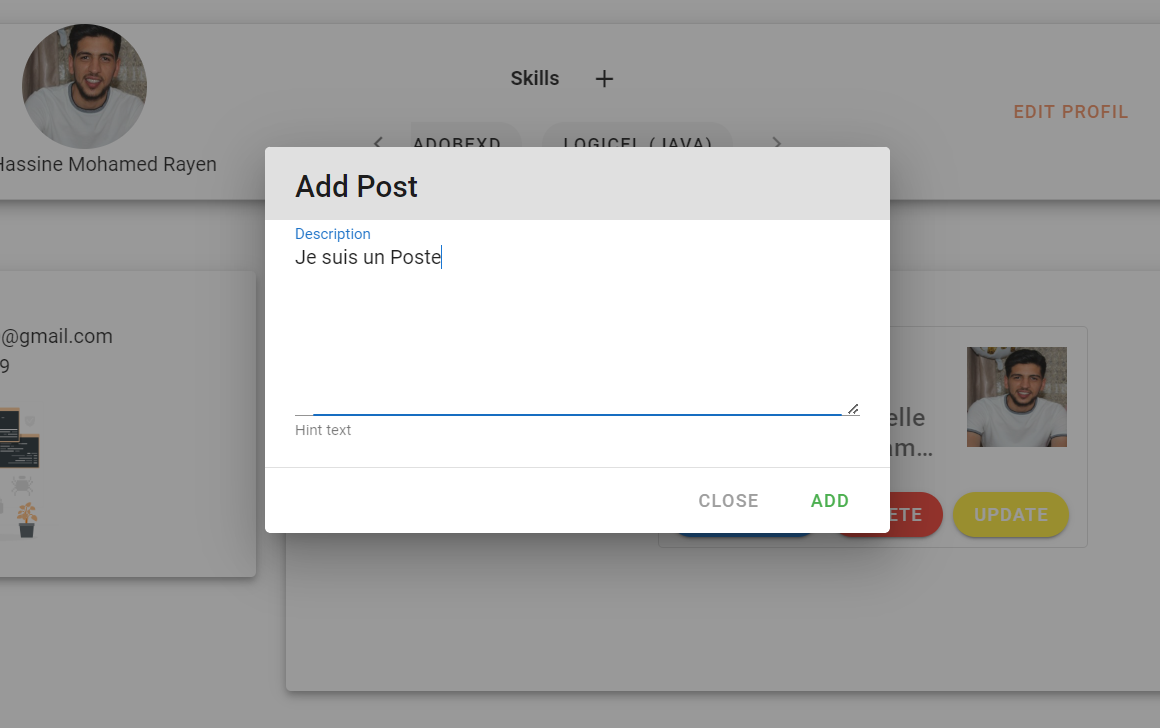 Skills +
EDIT PROFIL
ADOBEXD LOGICEL (JAVA)
Hassine Mohamed Rayen
Add Post
Description
Je suis un Poste
@gmail.com
9
elle
am...
Hint text
CLOSE ADD
ETE UPDATE